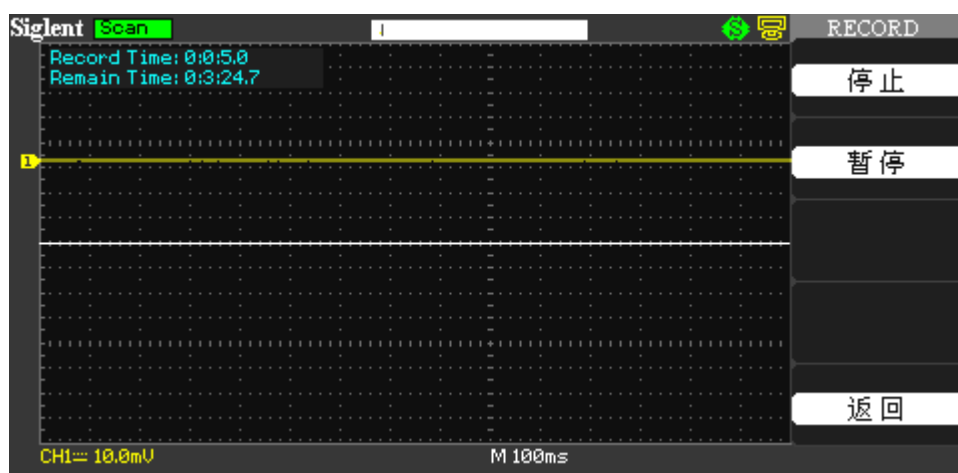 Siglent Scan RECORD
Record Time: 0:0:5.0
Remain Time: 0:3:24.7
停止
1
暂停
返回
CH1 10.0mV M 100ms